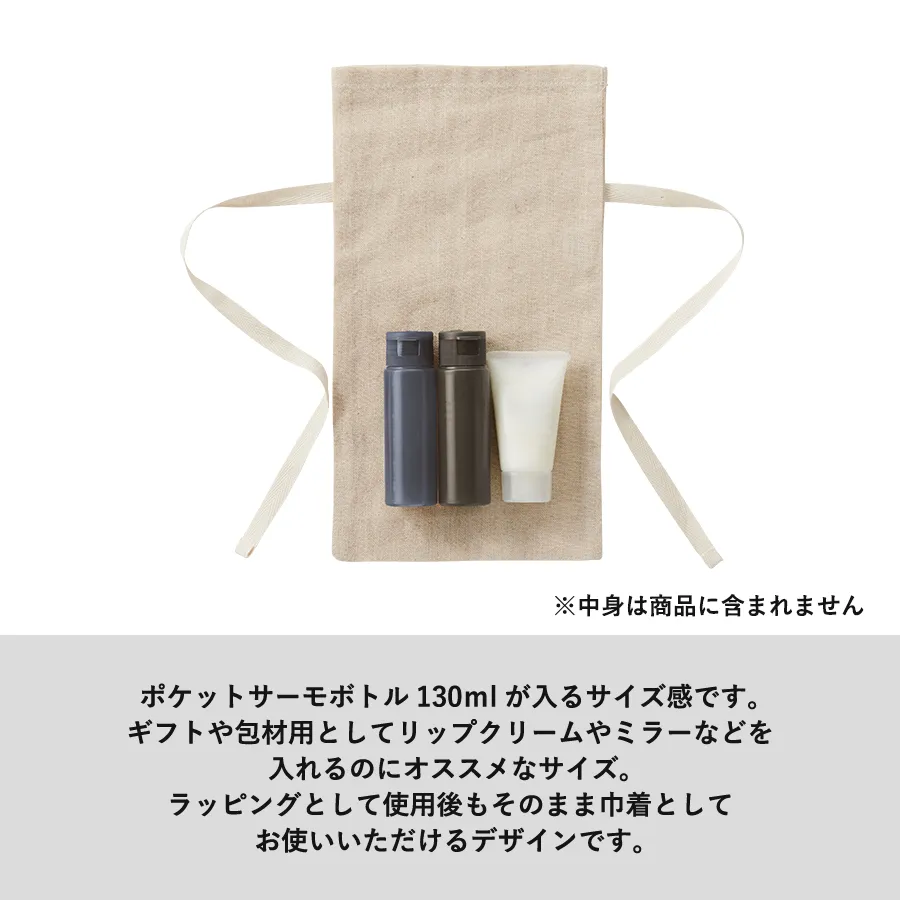 ※中身は商品に含まれません
ポケットサーモボトル130mlが入るサイズ感です。
ギフトや包材用としてリップクリームやミラーなどを
入れるのにオススメなサイズ。
ラッピングとして使用後もそのまま巾着として
お使いいただけるデザインです。